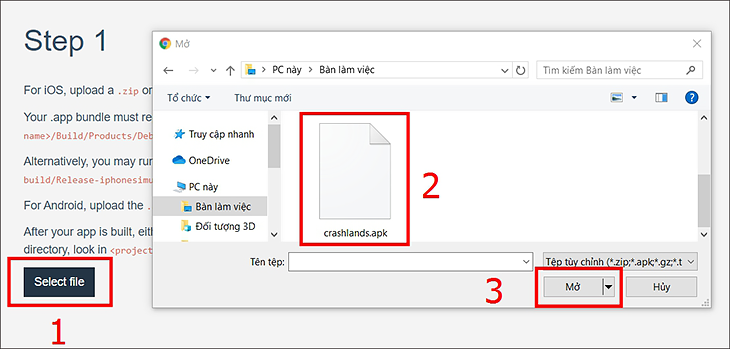 Step 1
For iOS, upload a .zip or
Your .app bundle must re
name>/Build/Products/Deb
Alternatively, you may run
build/Release-iphonesimu
For Android, upload the .
After your app is built, eit
directory, look in <project
Select file
1
Mở
PC này
Bàn làm việc
Tìm kiếm Bàn làm việc
Tổ chức
Thư mục mới
Truy cập nhanh
OneDrive
PC này
Bàn làm việc
Đối tượng 3D
crashlands.apk
2
Tên tệp:
Tệp tùy chỉnh (*.zip;*.apk;*.gz;*.t
3
Mở
Hủy